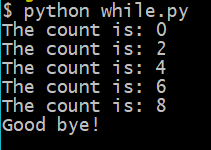 $ python while.py
The count is: 0
The count is: 2
The count is: 4
The count is: 6
The count is: 8
Good bye!